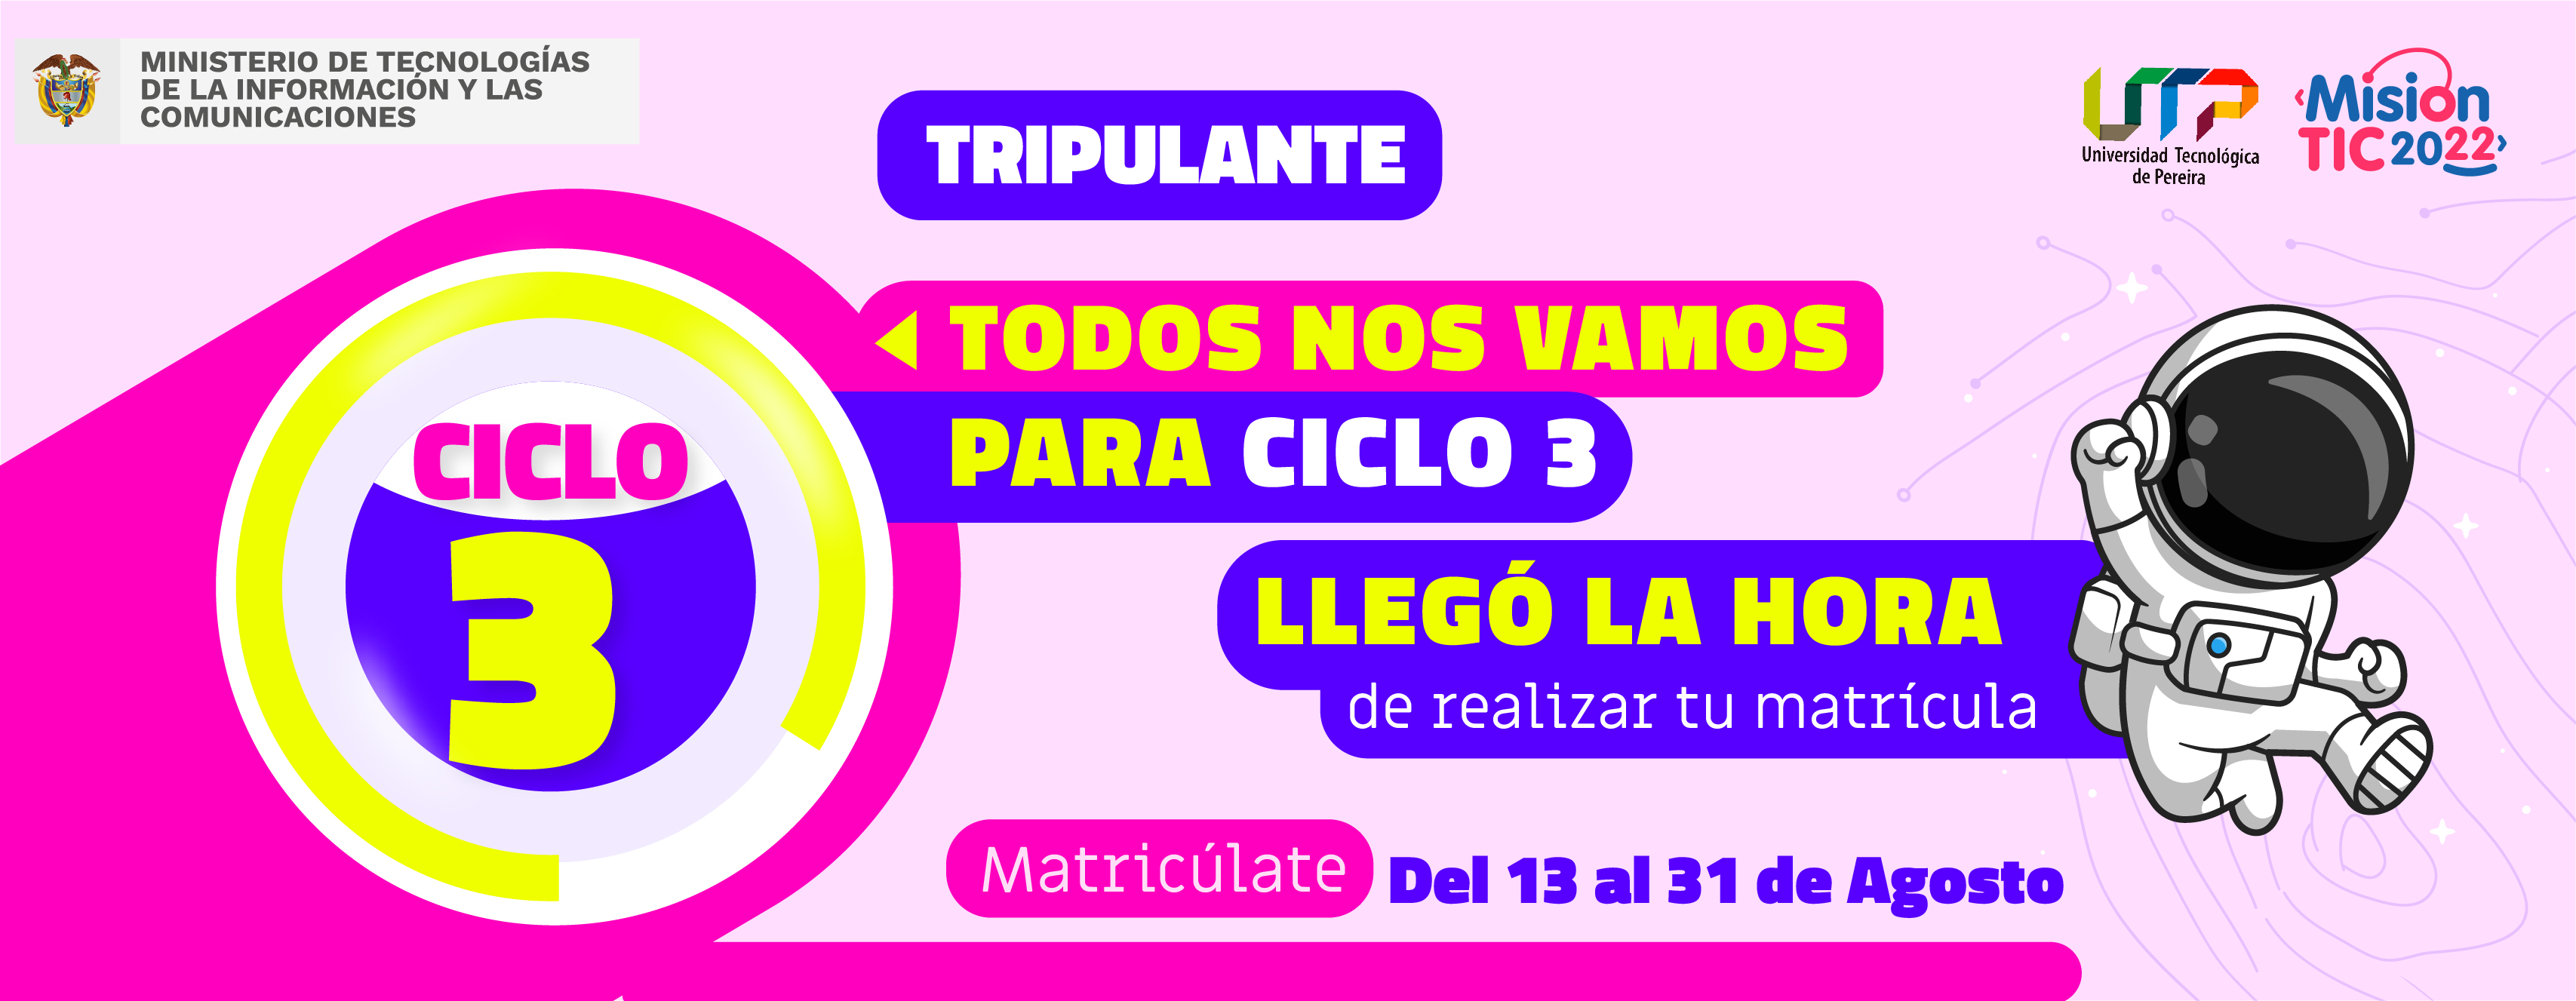 MINISTERIO DE TECNOLOGÍAS
DE LA INFORMACIÓN Y LAS
COMUNICACIONES
UTP
Universidad Tecnológica
de Pereira
‹Misión
TIC 2022›
TRIPULANTE
TODOS NOS VAMOS
PARA CICLO 3
CICLO
3
LLEGÓ LA HORA
de realizar tu matrícula
Matricúlate Del 13 al 31 de Agosto